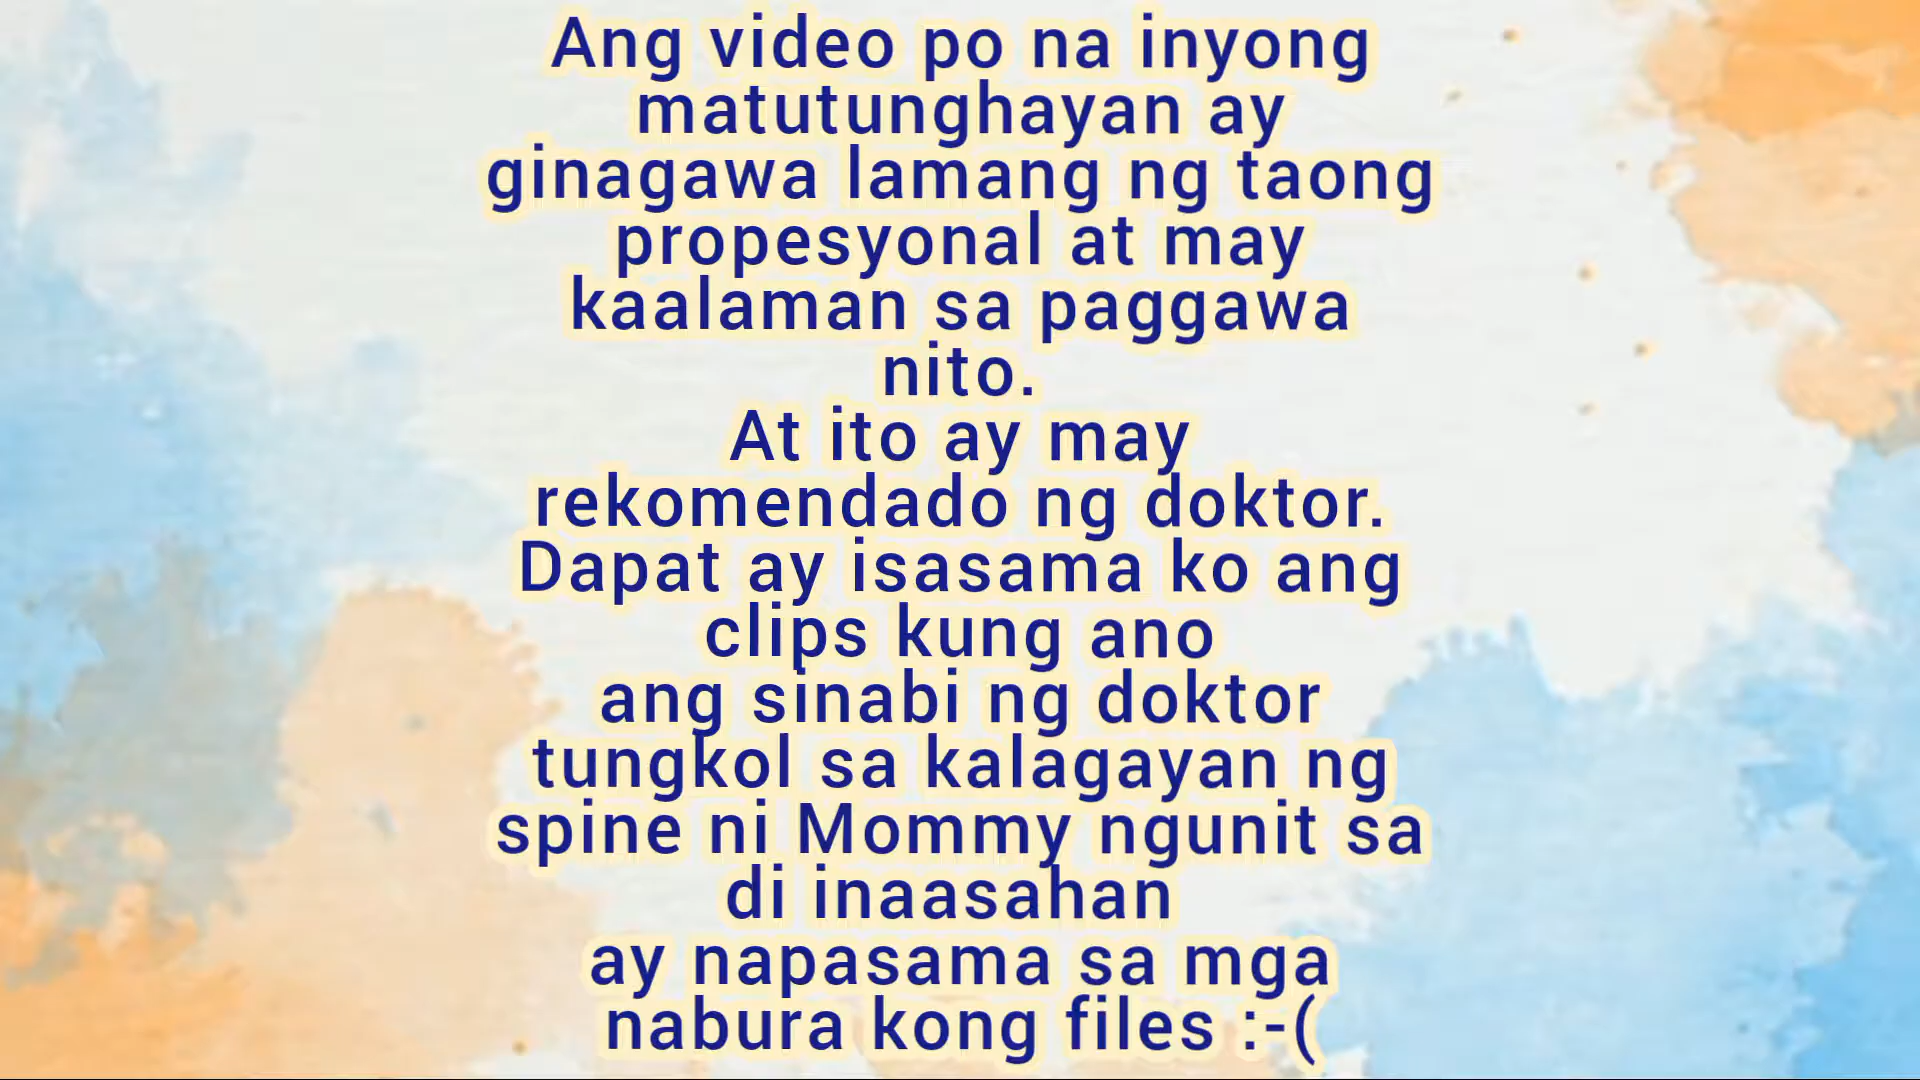 Ang video po na inyong
matutunghayan ay
ginagawa lamang ng taong
propesyonal at may
kaalaman sa paggawa
nito.
At ito ay may
rekomendado ng doktor.
Dapat ay isasama ko ang
clips kung ano
ang sinabi ng doktor
tungkol sa kalagayan ng
spine ni Mommy ngunit sa
di inaasahan
ay napasama sa mga
nabura kong files :-(